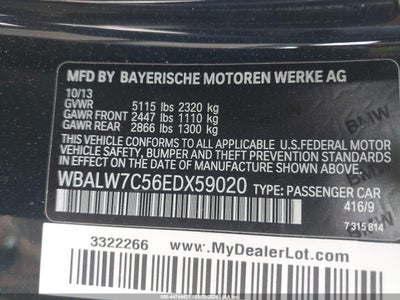 MFD BY BAYERISCHE MOTOREN WERKE AG
10/13
GVWR 5115 lbs 2320 kg
GAWR FRONT 2447 lbs 1110 kg
GAWR REAR 2866 lbs 1300 kg
THIS VEHICLE CONFORMS TO ALL APPLICABLE U.S.FEDERAL MOTOR
VEHICLE SAFETY, BUMPER, AND THEFT PREVENTION STANDARDS
IN EFFECT ON THE DATE OF MANUFACTURE SHOWN ABOVE.
WBALW7C56EDX59020 TYPE: PASSENGER CAR
416/9
7 315 814
BMW
BMW
3322266 www.MyDealerLot.com